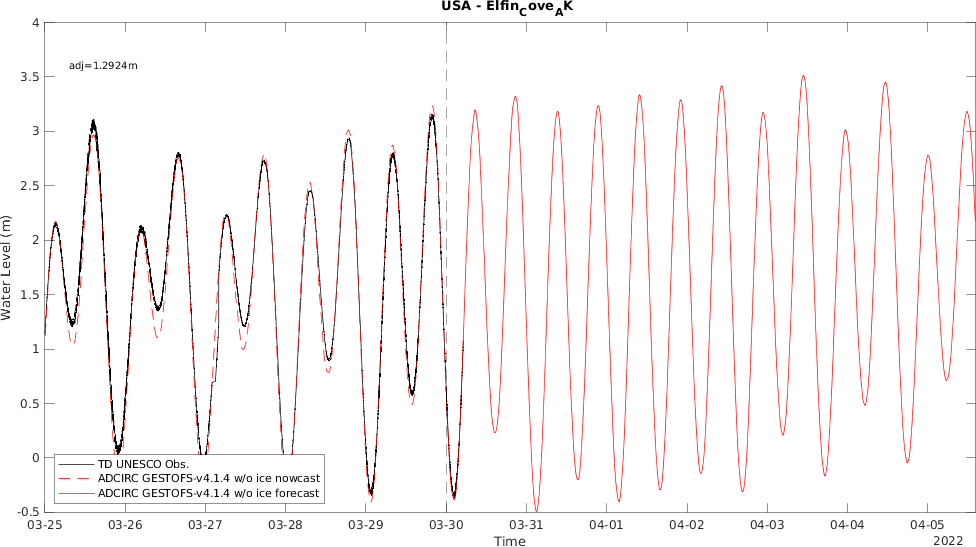 USA - ElfinCoveAK
adj=1.2924m
Water Level (m)
4
3.5
3
2.5
2
1.5
1
0.5
0
-0.5
TD UNESCO Obs.
ADCIRC GESTOFS-v4.1.4 w/o ice nowcast
ADCIRC GESTOFS-v4.1.4 w/o ice forecast
03-25 03-26 03-27 03-28 03-29 03-30 03-31 04-01 04-02 04-03 04-04 04-05
Time
2022